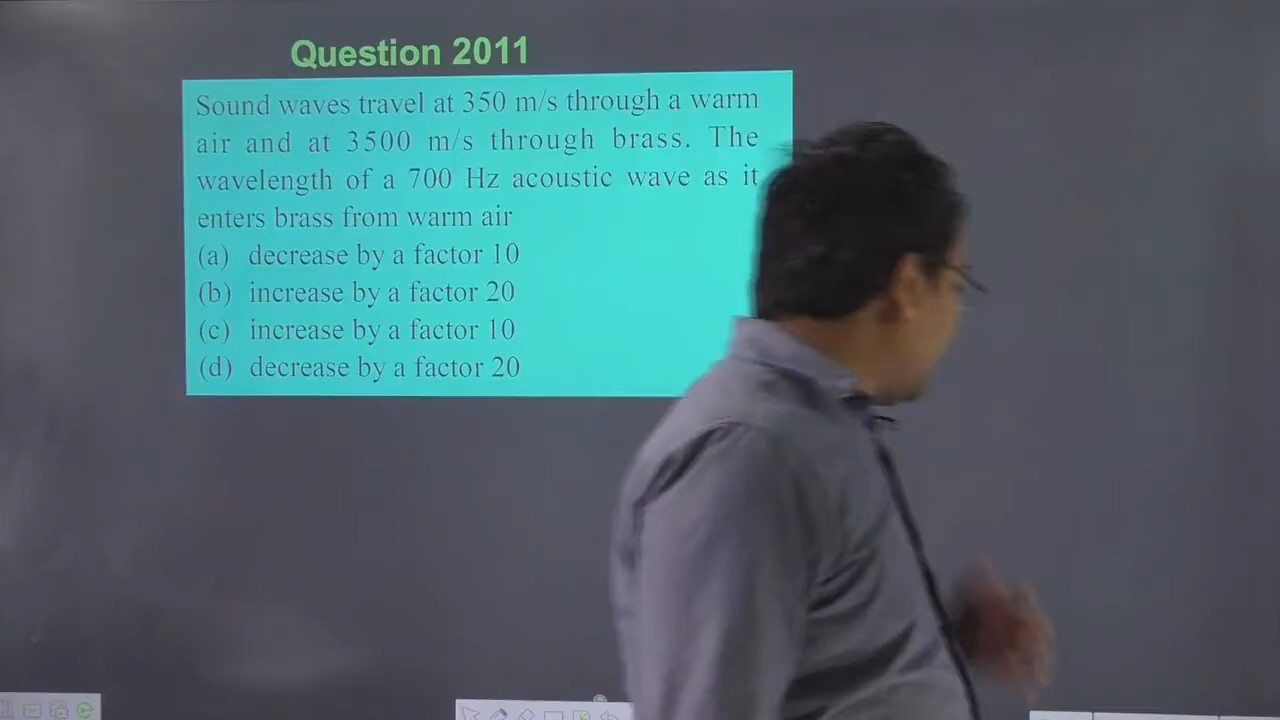 Question 2011
Sound waves travel at 350 m/s through a warm
air and at 3500 m/s through brass. The
wavelength of a 700 Hz acoustic wave as it
enters brass from warm air
(a) decrease by a factor 10
(b) increase by a factor 20
(c) increase by a factor 10
(d) decrease by a factor 20